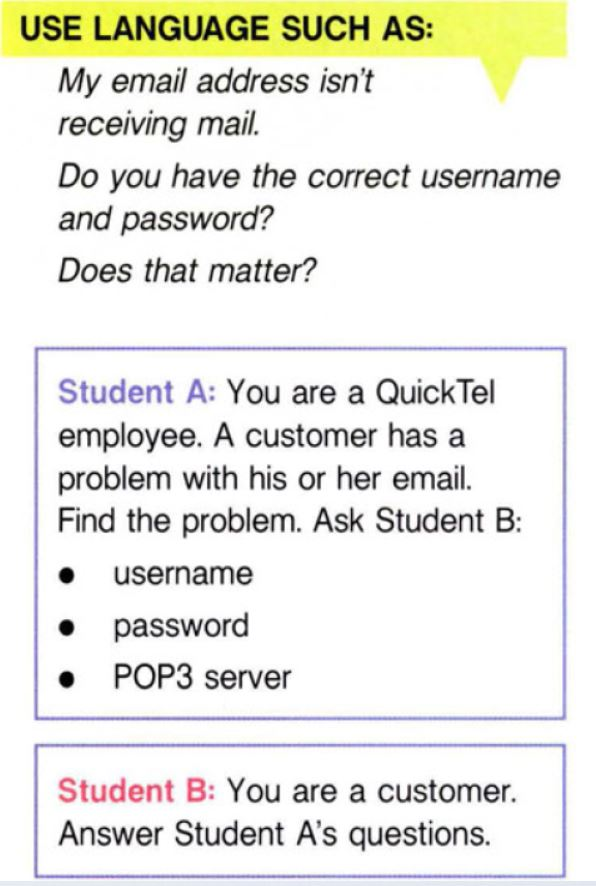 USE LANGUAGE SUCH AS:
My email address isn't
receiving mail.
Do you have the correct username
and password?
Does that matter?
Student A: You are a QuickTel
employee. A customer has a
problem with his or her email.
Find the problem. Ask Student B:
• username
• password
• POP3 server
Student B: You are a customer.
Answer Student A's questions.